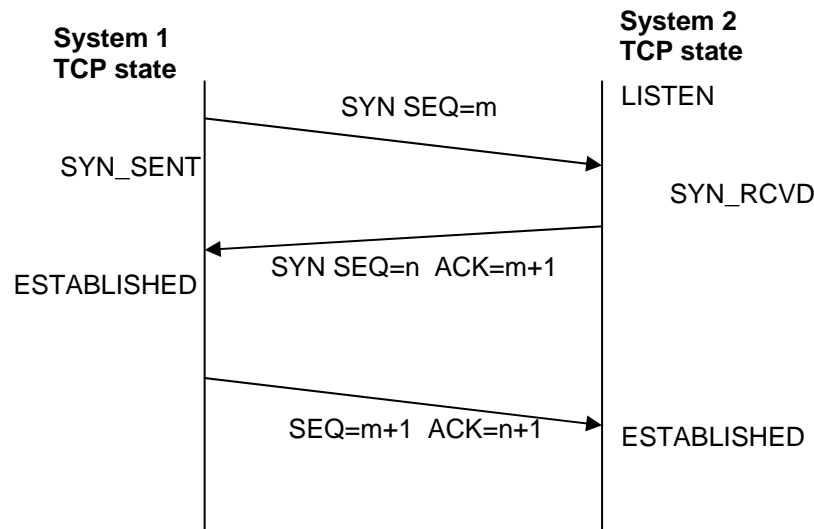 System 1
TCP state
System 2
TCP state
LISTEN
SYN SEQ=m
SYN_SENT
SYN_RCVD
SYN SEQ=n  ACK=m+1
ESTABLISHED
SEQ=m+1  ACK=n+1
ESTABLISHED